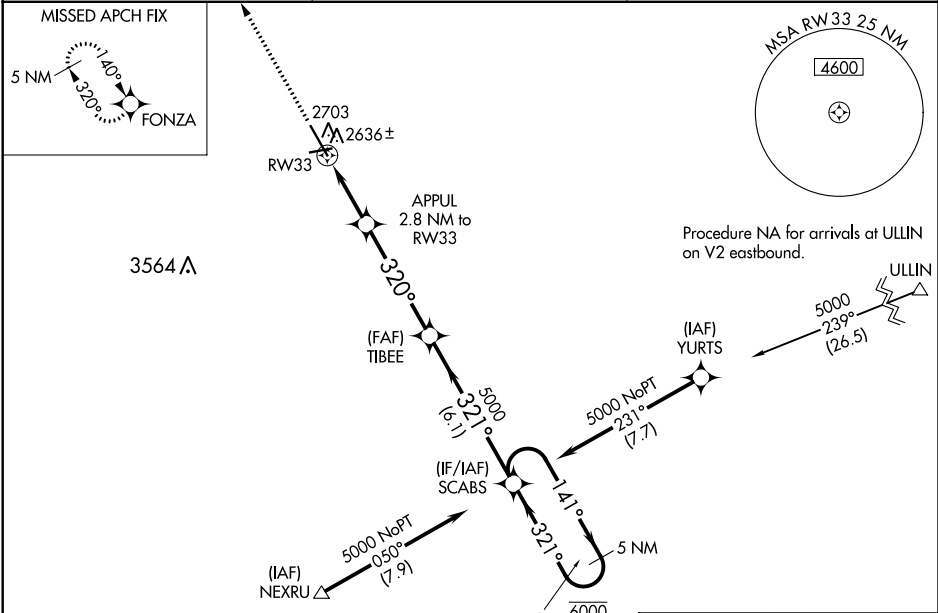 MISSED APCH FIX
5 NM
140°
320°
FONZA
2703
2636 ±
RW33
APPUL
2.8 NM to
RW33
3564
320°
(FAF)
TIBEE
5000
321°
(6.1)
(IF/IAF)
SCABS
141°
321°
5 NM
6000
5000 NoPT
050°
(7.9)
(IAF)
NEXRU
(IAF)
YURTS
5000 NoPT
231°
(7.7)
MSA RW 33 25 NM
4600
Procedure NA for arrivals at ULLIN
on V2 eastbound.
ULLIN
5000
239°
(26.5)